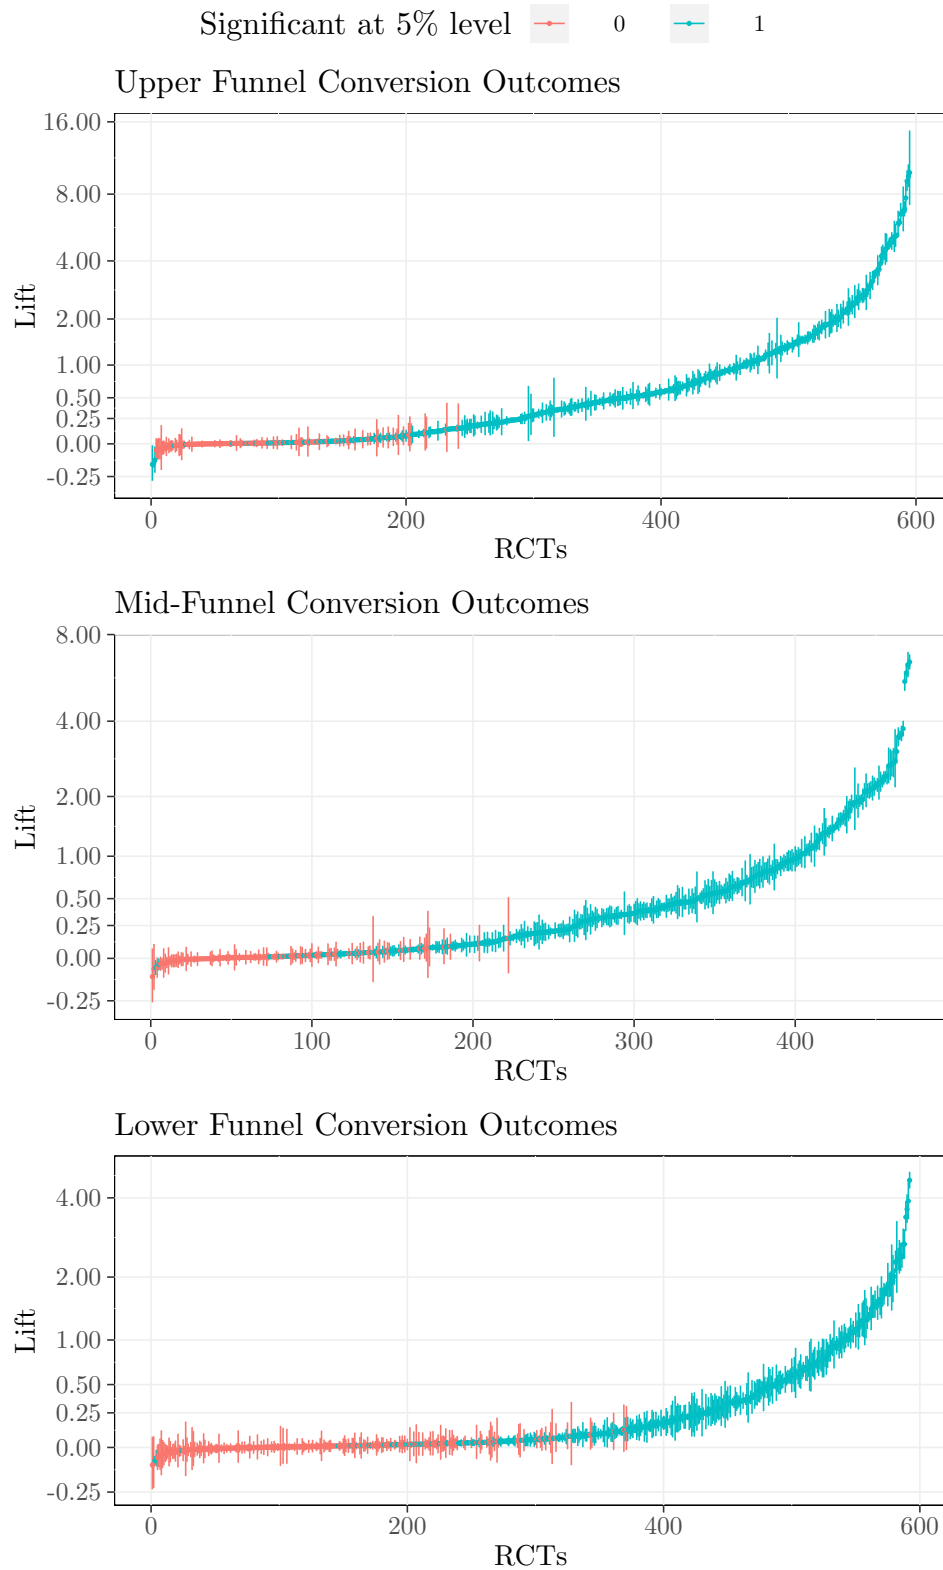 Significant at 5% level 0 1
Upper Funnel Conversion Outcomes
16.00
8.00
4.00
2.00
1.00
0.50
0.25
0.00
-0.25
Lift
0 200 400 600
RCTs
Mid-Funnel Conversion Outcomes
8.00
4.00
2.00
1.00
0.50
0.25
0.00
-0.25
Lift
0 100 200 300 400
RCTs
Lower Funnel Conversion Outcomes
4.00
2.00
1.00
0.50
0.25
0.00
-0.25
Lift
0 200 400 600
RCTs